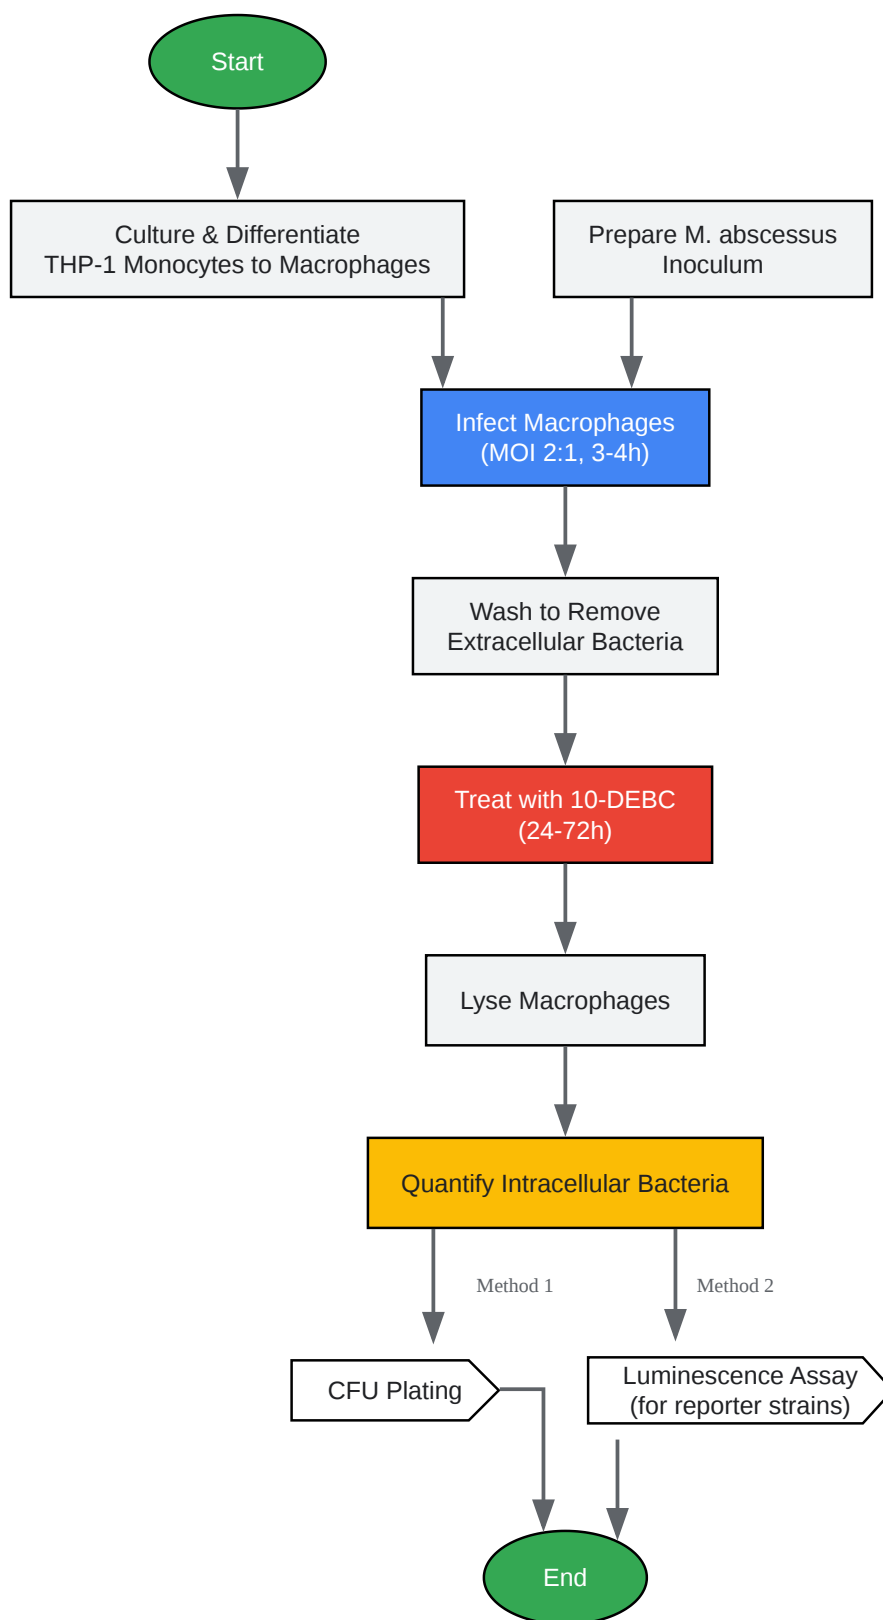 Start
Culture & Differentiate
THP-1 Monocytes to Macrophages
Prepare M. abscessus
Inoculum
Infect Macrophages
(MOI 2:1, 3-4h)
Wash to Remove
Extracellular Bacteria
Treat with 10-DEBC
(24-72h)
Lyse Macrophages
Quantify Intracellular Bacteria
Method 1
Method 2
CFU Plating
Luminescence Assay
(for reporter strains)
End